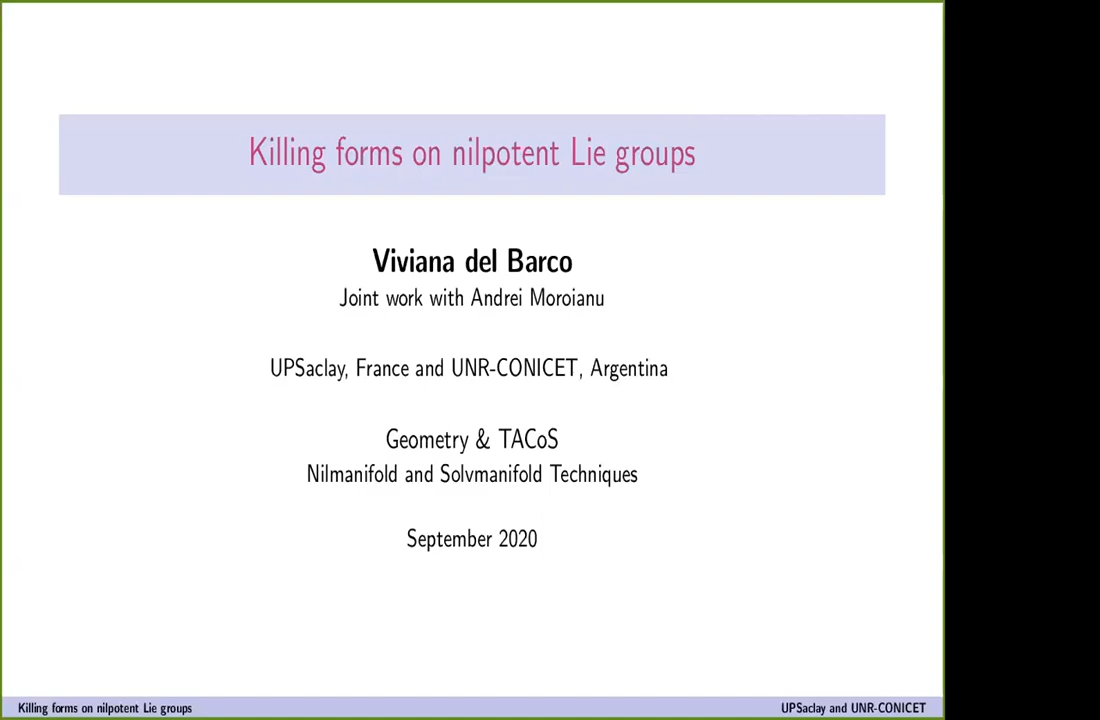 Killing forms on nilpotent Lie groups
Viviana del Barco
Joint work with Andrei Moroianu
UPSaclay, France and UNR-CONICET, Argentina
Geometry & TACoS
Nilmanifold and Solvmanifold Techniques
September 2020
Killing forms on nilpotent Lie groups
UPSaclay and UNR-CONICET